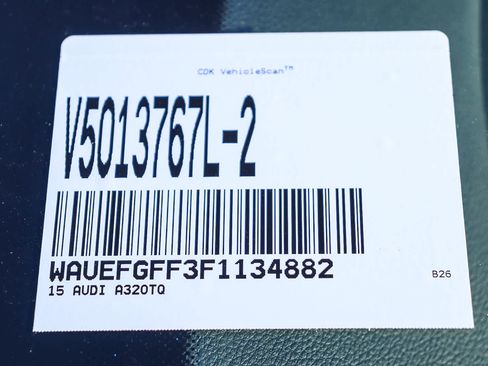 CDK VehicleScan™
V5013767L-2
WAUEFGFF3F1134882
15 AUDI A320TQ
B26